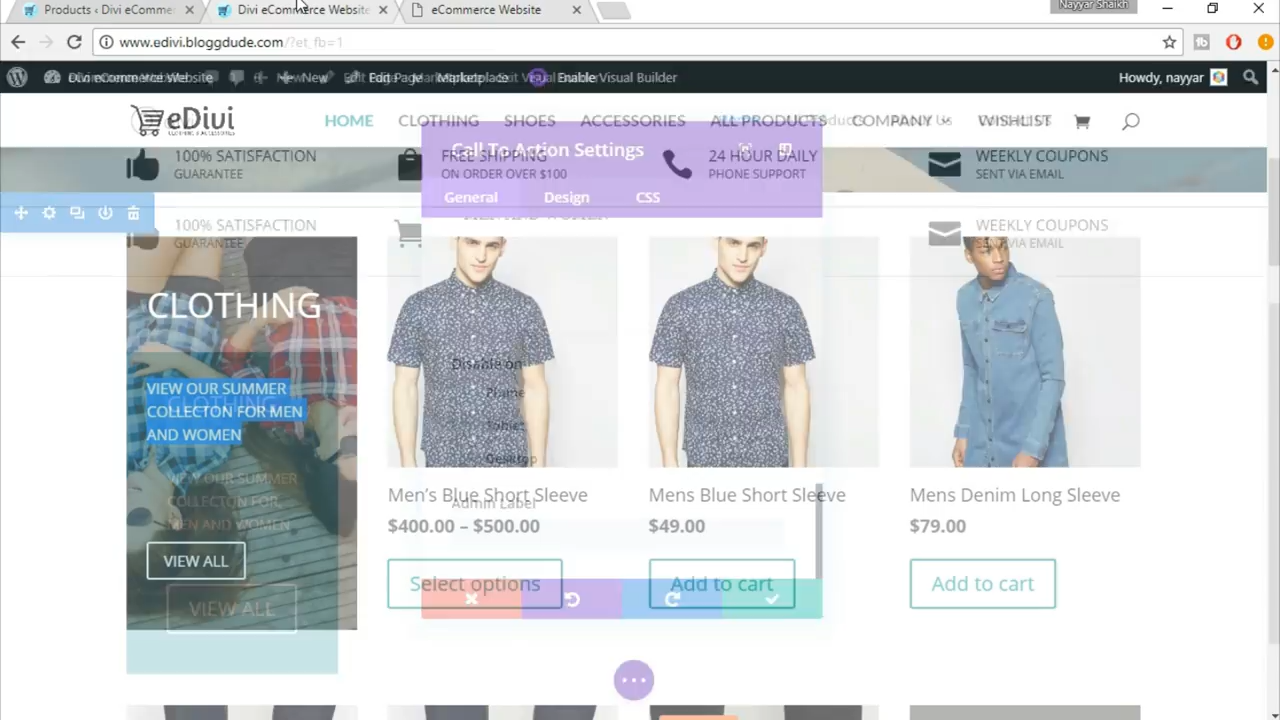 Products ‹ Divi eCommer
Divi eCommerce Website
eCommerce Website
Nayyar Shaikh
www.edivi.bloggdude.com/?et_fb=1
New
Edit Page
Marketplace
Enable Visual Builder
Howdy, nayyar
eDivi
CLOTHING & ACCESSORIES
HOME
CLOTHING
SHOES
ACCESSORIES
ALL PRODUCTS
COMPANY
WISHLIST
Call To Action Settings
100% SATISFACTION
GUARANTEE
FREE SHIPPING
ON ORDER OVER $100
24 HOUR DAILY
PHONE SUPPORT
WEEKLY COUPONS
SENT VIA EMAIL
General
Design
CSS
MEN AND WOMEN
100% SATISFACTION
GUARANTEE
WEEKLY COUPONS
SENT VIA EMAIL
CLOTHING
VIEW OUR SUMMER
COLLECTON FOR MEN
AND WOMEN
CLOTHING
VIEW OUR SUMMER
COLLECTON FOR
MEN AND WOMEN
VIEW ALL
VIEW ALL
Disable on
Phone
Tablet
Desktop
Admin Label
Men's Blue Short Sleeve
$400.00 – $500.00
Select options
Mens Blue Short Sleeve
$49.00
Add to cart
Mens Denim Long Sleeve
$79.00
Add to cart